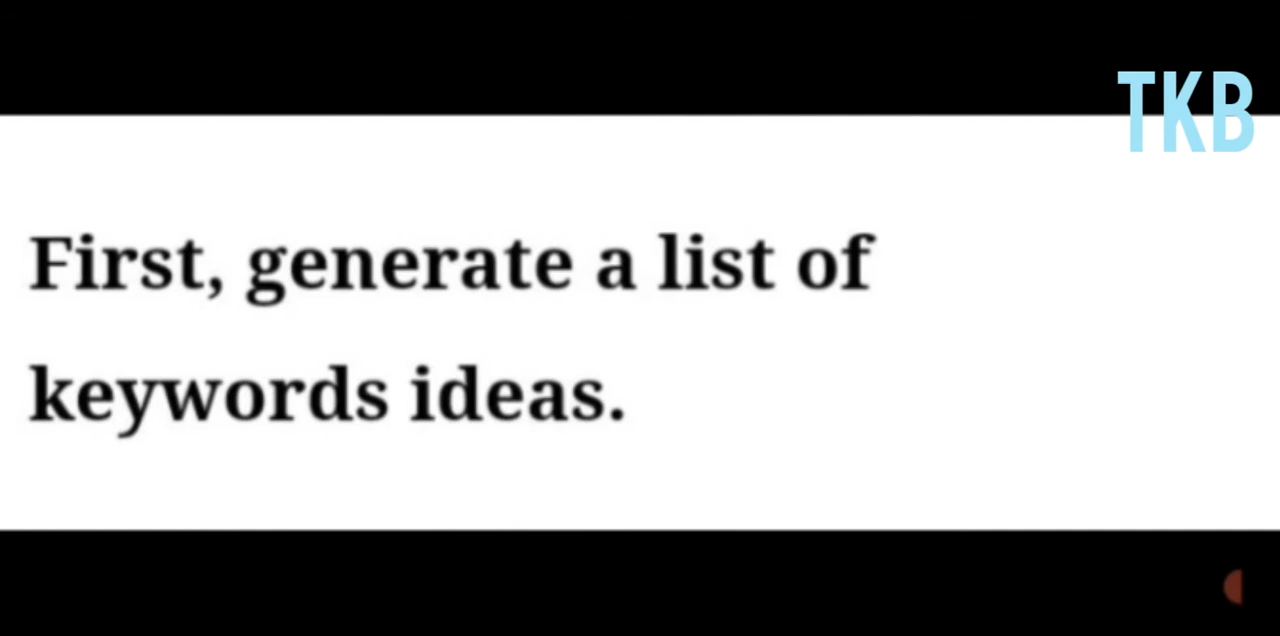 TKB
First, generate a list of
keywords ideas.